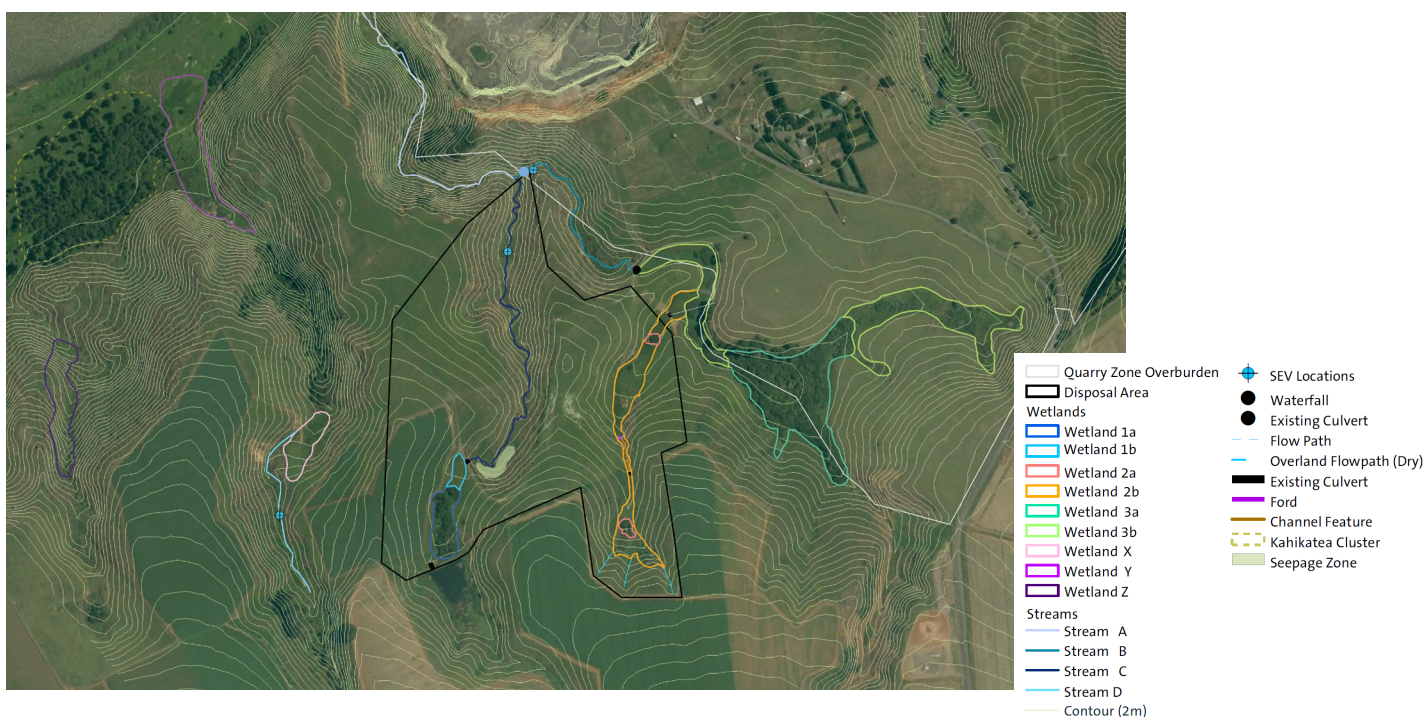 Quarry Zone Overburden
Disposal Area
Wetlands
Wetland 1a
Wetland 1b
Wetland 2a
Wetland 2b
Wetland 3a
Wetland 3b
Wetland X
Wetland Y
Wetland Z
Streams
Stream A
Stream B
Stream C
Stream D
Contour (2m)
SEV Locations
Waterfall
Existing Culvert
Flow Path
Overland Flowpath (Dry)
Existing Culvert
Ford
Channel Feature
Kahikatea Cluster
Seepage Zone